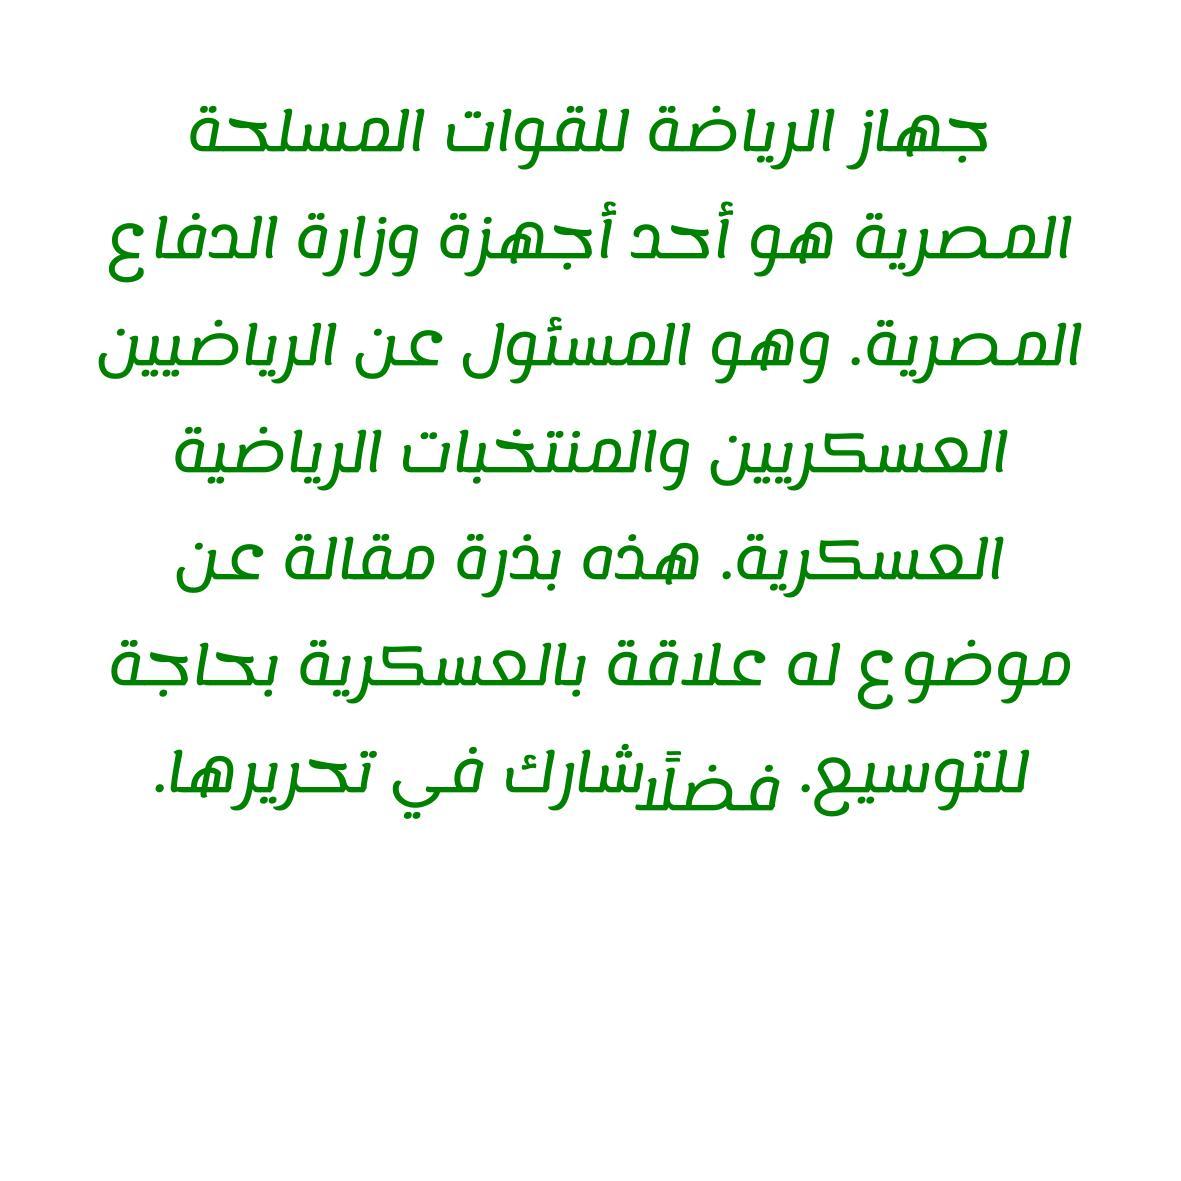 جهاز الرياضة للقوات المسلحة
المصرية هو أحد أجهزة وزارة الدفاع
المصرية. وهو المسئول عن الرياضيين
العسكريين والمنتخبات الرياضية
العسكرية. هذه بذرة مقالة عن
موضوع له علاقة بالعسكرية بحاجة
للتوسيع. فضلًا شارك في تحريرها.